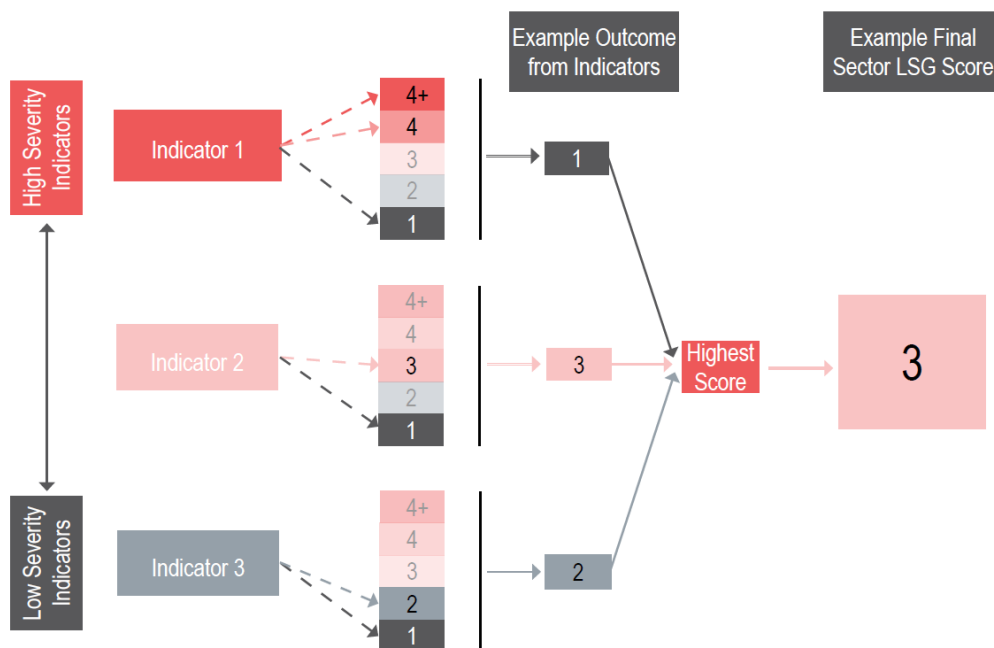 Example Outcome
from Indicators
Example Final
Sector LSG Score
High Severity
Indicators
Indicator 1
4+
4
3
2
1
1
Indicator 2
4+
4
3
2
1
3
Highest
Score
3
Low Severity
Indicators
Indicator 3
4+
4
3
2
1
2